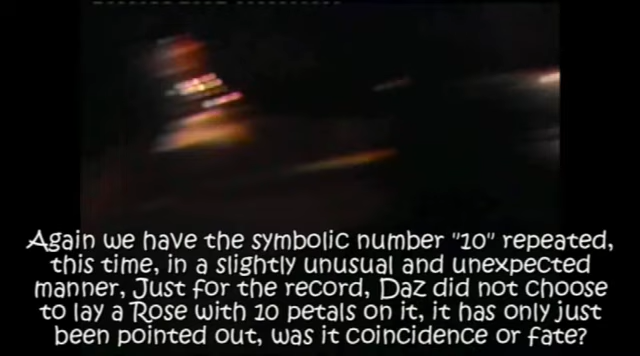 Again we have the symbolic number "10" repeated,
this time, in a slightly unusual and unexpected
manner, Just for the record, Daz did not choose
to lay a Rose with 10 petals on it, it has only just
been pointed out, was it coincidence or fate?